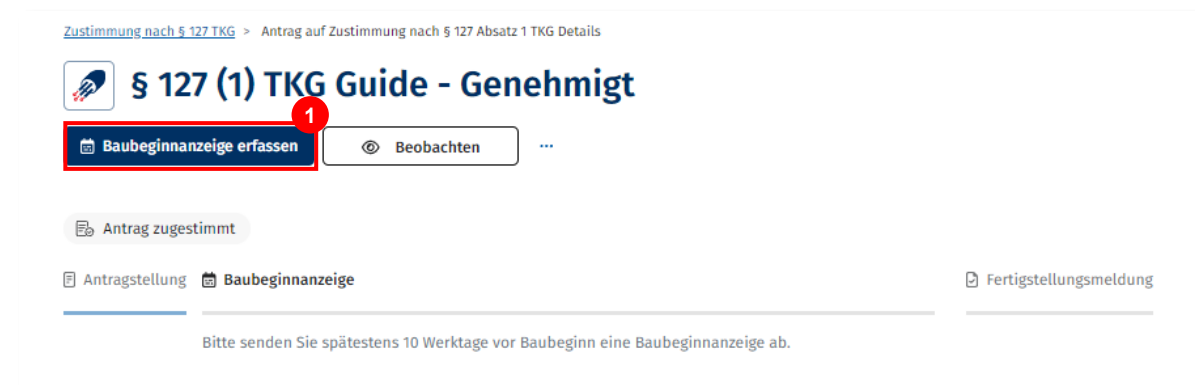 Zustimmung nach § 127 TKG > Antrag auf Zustimmung nach § 127 Absatz 1 TKG Details
§ 127 (1) TKG Guide - Genehmigt
1
Baubeginnanzeige erfassen Beobachten ...
Antrag zugestimmt
Antragstellung Baubeginnanzeige Fertigstellungsmeldung
Bitte senden Sie spätestens 10 Werktage vor Baubeginn eine Baubeginnanzeige ab.